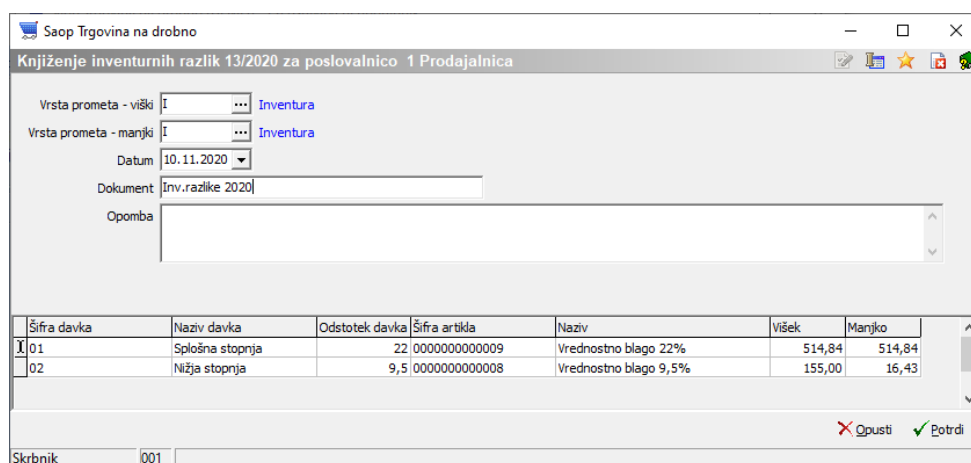 Saop Trgovina na drobno
Knjiženje inventurnih razlik 13/2020 za poslovalnico 1 Prodajalnica
Vrsta prometa - viški I ... Inventura
Vrsta prometa - manjki I ... Inventura
Datum 10.11.2020
Dokument Inv.razlike 2020
Opomba
Šifra davka Naziv davka Odstotek davka Šifra artikla Naziv Višek Manjko
01 Splošna stopnja 22 0000000000009 Vrednostno blago 22% 514,84 514,84
02 Nižja stopnja 9,5 0000000000008 Vrednostno blago 9,5% 155,00 16,43
Opusti Potrdi
Skrbnik 001